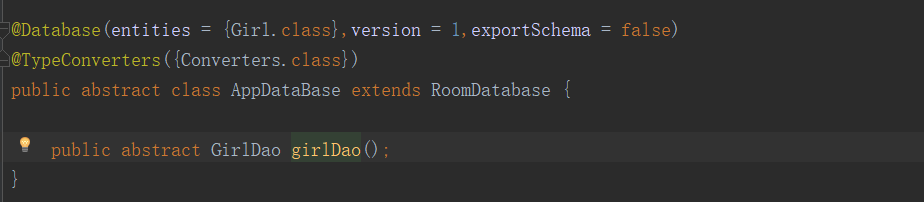 @Database(entities = {Girl.class},version = 1,exportSchema = false)
@TypeConverters({Converters.class})
public abstract class AppDataBase extends RoomDatabase {
public abstract GirlDao girlDao();
}